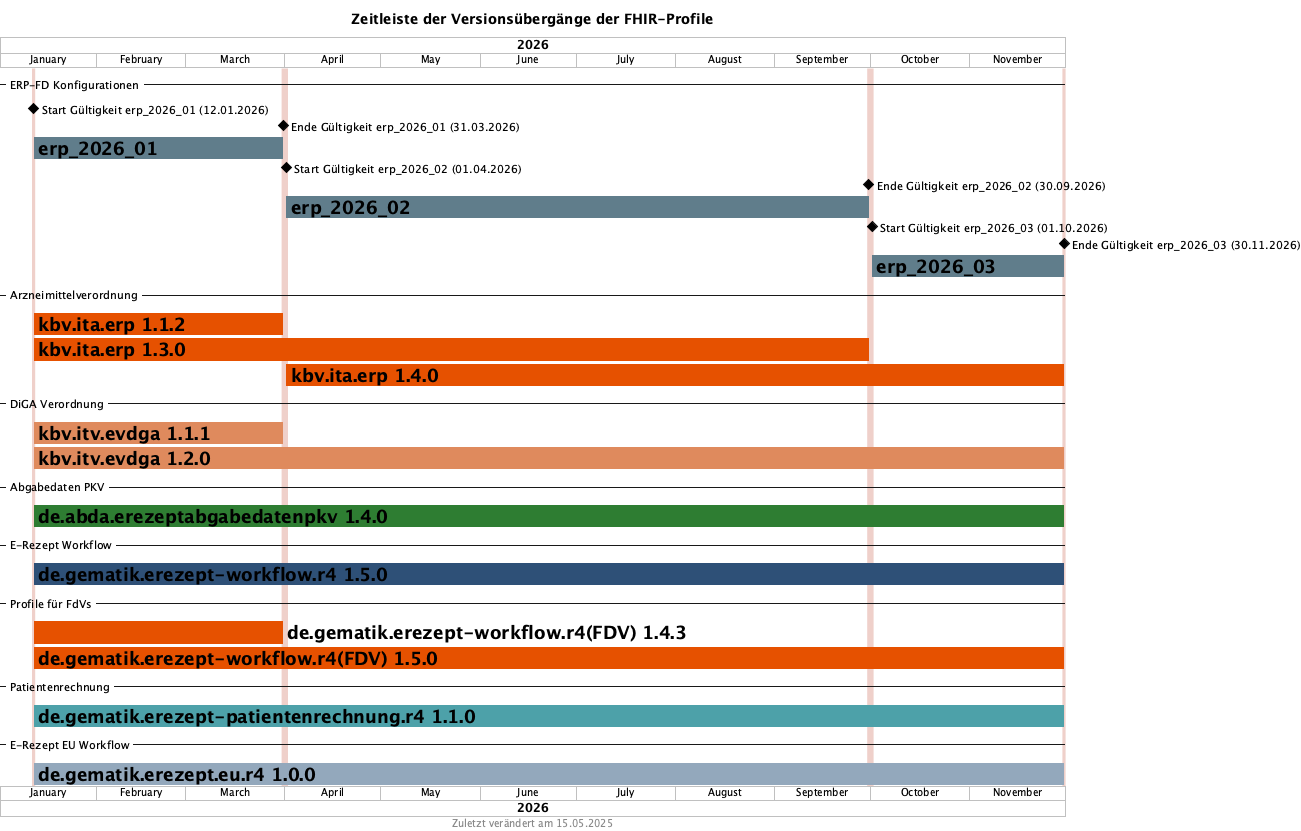 Zeitleiste der Versionsübergänge der FHIR-Profile
2026
January February March April May June July August September October November
ERP-FD Konfigurationen
Start Gültigkeit erp_2026_01 (12.01.2026)
Ende Gültigkeit erp_2026_01 (31.03.2026)
erp_2026_01
Start Gültigkeit erp_2026_02 (01.04.2026)
Ende Gültigkeit erp_2026_02 (30.09.2026)
erp_2026_02
Start Gültigkeit erp_2026_03 (01.10.2026)
Ende Gültigkeit erp_2026_03 (30.11.2026)
erp_2026_03
Arzneimittelverordnung
kbv.ita.erp 1.1.2
kbv.ita.erp 1.3.0
kbv.ita.erp 1.4.0
DiGA Verordnung
kbv.itv.evdga 1.1.1
kbv.itv.evdga 1.2.0
Abgabedaten PKV
de.abda.erezeptabgabedatenpkv 1.4.0
E-Rezept Workflow
de.gematik.erezept-workflow.r4 1.5.0
Profile für FdVs
de.gematik.erezept-workflow.r4(FDV) 1.4.3
de.gematik.erezept-workflow.r4(FDV) 1.5.0
Patientenrechnung
de.gematik.erezept-patientenrechnung.r4 1.1.0
E-Rezept EU Workflow
de.gematik.erezept.eu.r4 1.0.0
January February March April May June July August September October November
2026
Zuletzt verändert am 15.05.2025